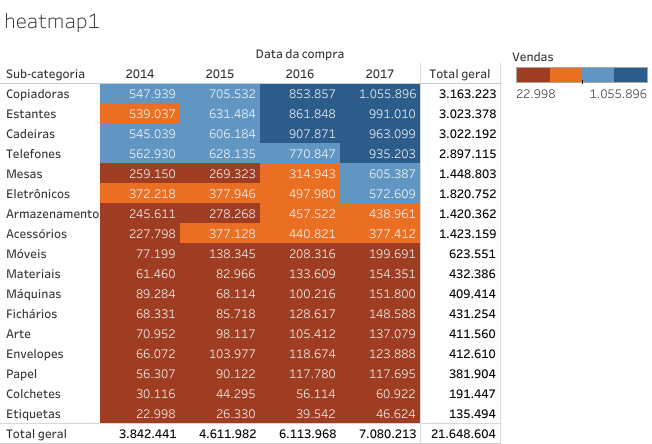 heatmap1
Data da compra
Sub-categoria 2014 2015 2016 2017 Total geral
Copiadoras 547.939 705.532 853.857 1.055.896 3.163.223
Estantes 539.037 631.484 861.848 991.010 3.023.378
Cadeiras 545.039 606.184 907.871 963.099 3.022.192
Telefones 562.930 628.135 770.847 935.203 2.897.115
Mesas 259.150 269.323 314.943 605.387 1.448.803
Eletrônicos 372.218 377.946 497.980 572.609 1.820.752
Armazenamento 245.611 278.268 457.522 438.961 1.420.362
Acessórios 227.798 377.128 440.821 377.412 1.423.159
Móveis 77.199 138.345 208.316 199.691 623.551
Materiais 61.460 82.966 133.609 154.351 432.386
Máquinas 89.284 68.114 100.216 151.800 409.414
Fichários 68.331 85.718 128.617 148.588 431.254
Arte 70.952 98.117 105.412 137.079 411.560
Envelopes 66.072 103.977 118.674 123.888 412.610
Papel 56.307 90.122 117.780 117.695 381.904
Colchetes 30.116 44.295 56.114 60.922 191.447
Etiquetas 22.998 26.330 39.542 46.624 135.494
Total geral 3.842.441 4.611.982 6.113.968 7.080.213 21.648.604
Vendas
22.998 1.055.896